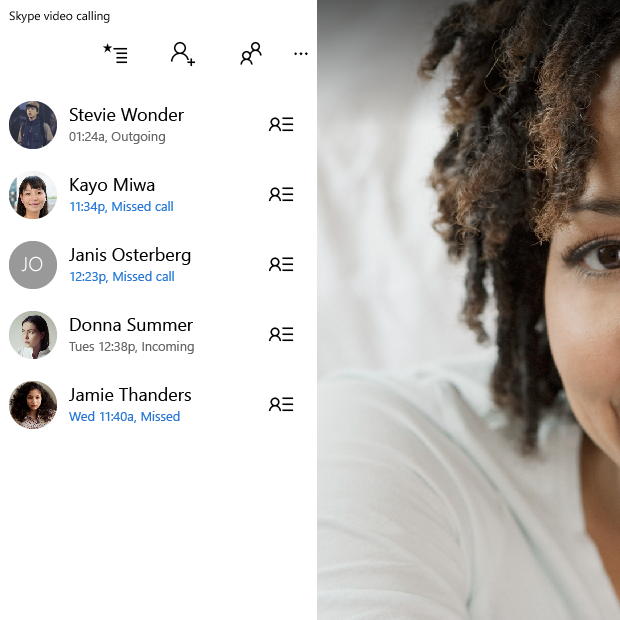 Skype video calling
Stevie Wonder
01:24a, Outgoing
Kayo Miwa
11:34p, Missed call
JO
Janis Osterberg
12:23p, Missed call
Donna Summer
Tues 12:38p, Incoming
Jamie Thanders
Wed 11:40a, Missed